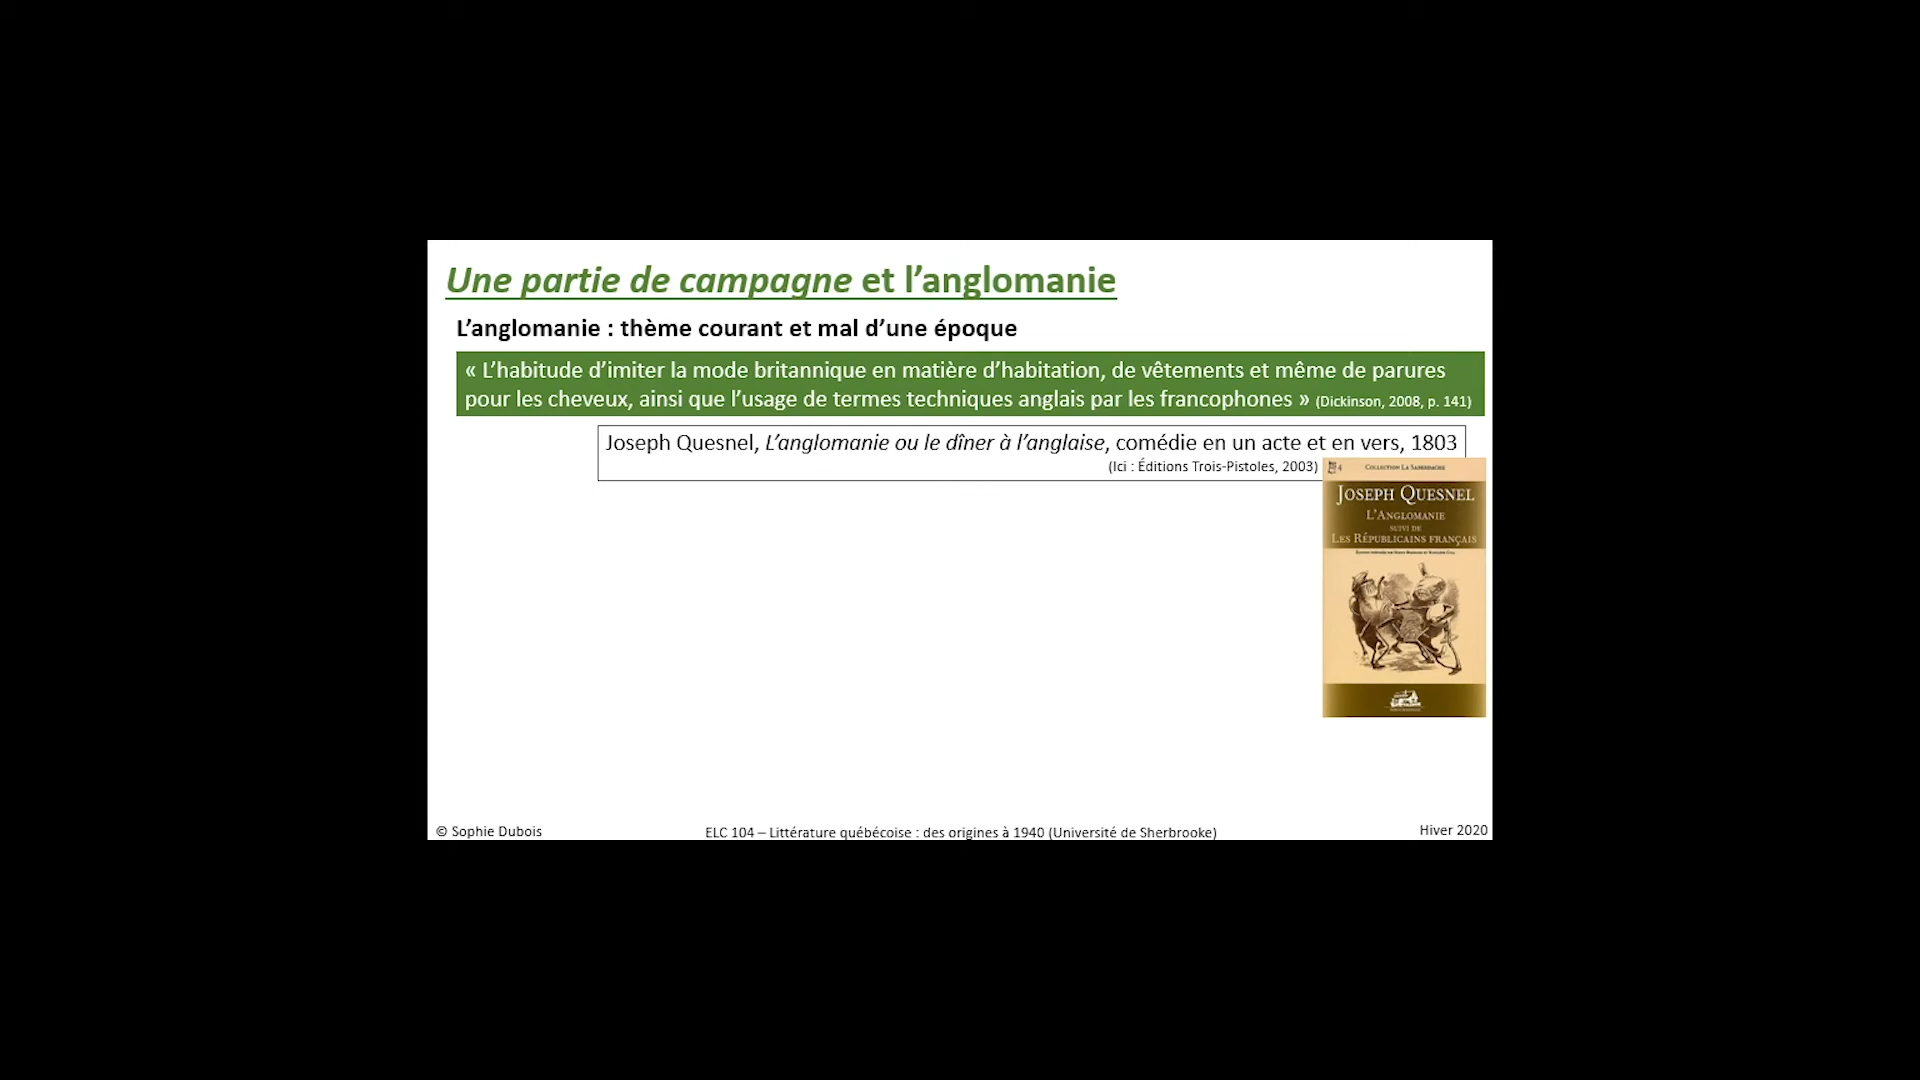 Une partie de campagne et l’anglomanie
L’anglomanie : thème courant et mal d’une époque
« L’habitude d’imiter la mode britannique en matière d’habitation, de vêtements et même de parures
pour les cheveux, ainsi que l’usage de termes techniques anglais par les francophones » (Dickinson, 2008, p. 141)
Joseph Quesnel, L’anglomanie ou le dîner à l’anglaise, comédie en un acte et en vers, 1803
(Ici : Éditions Trois-Pistoles, 2003)
4 Collection La Saberdache
Joseph Quesnel
L’Anglomanie
suivi de
Les Républicains français
© Sophie Dubois
ELC 104 – Littérature québécoise : des origines à 1940 (Université de Sherbrooke)
Hiver 2020